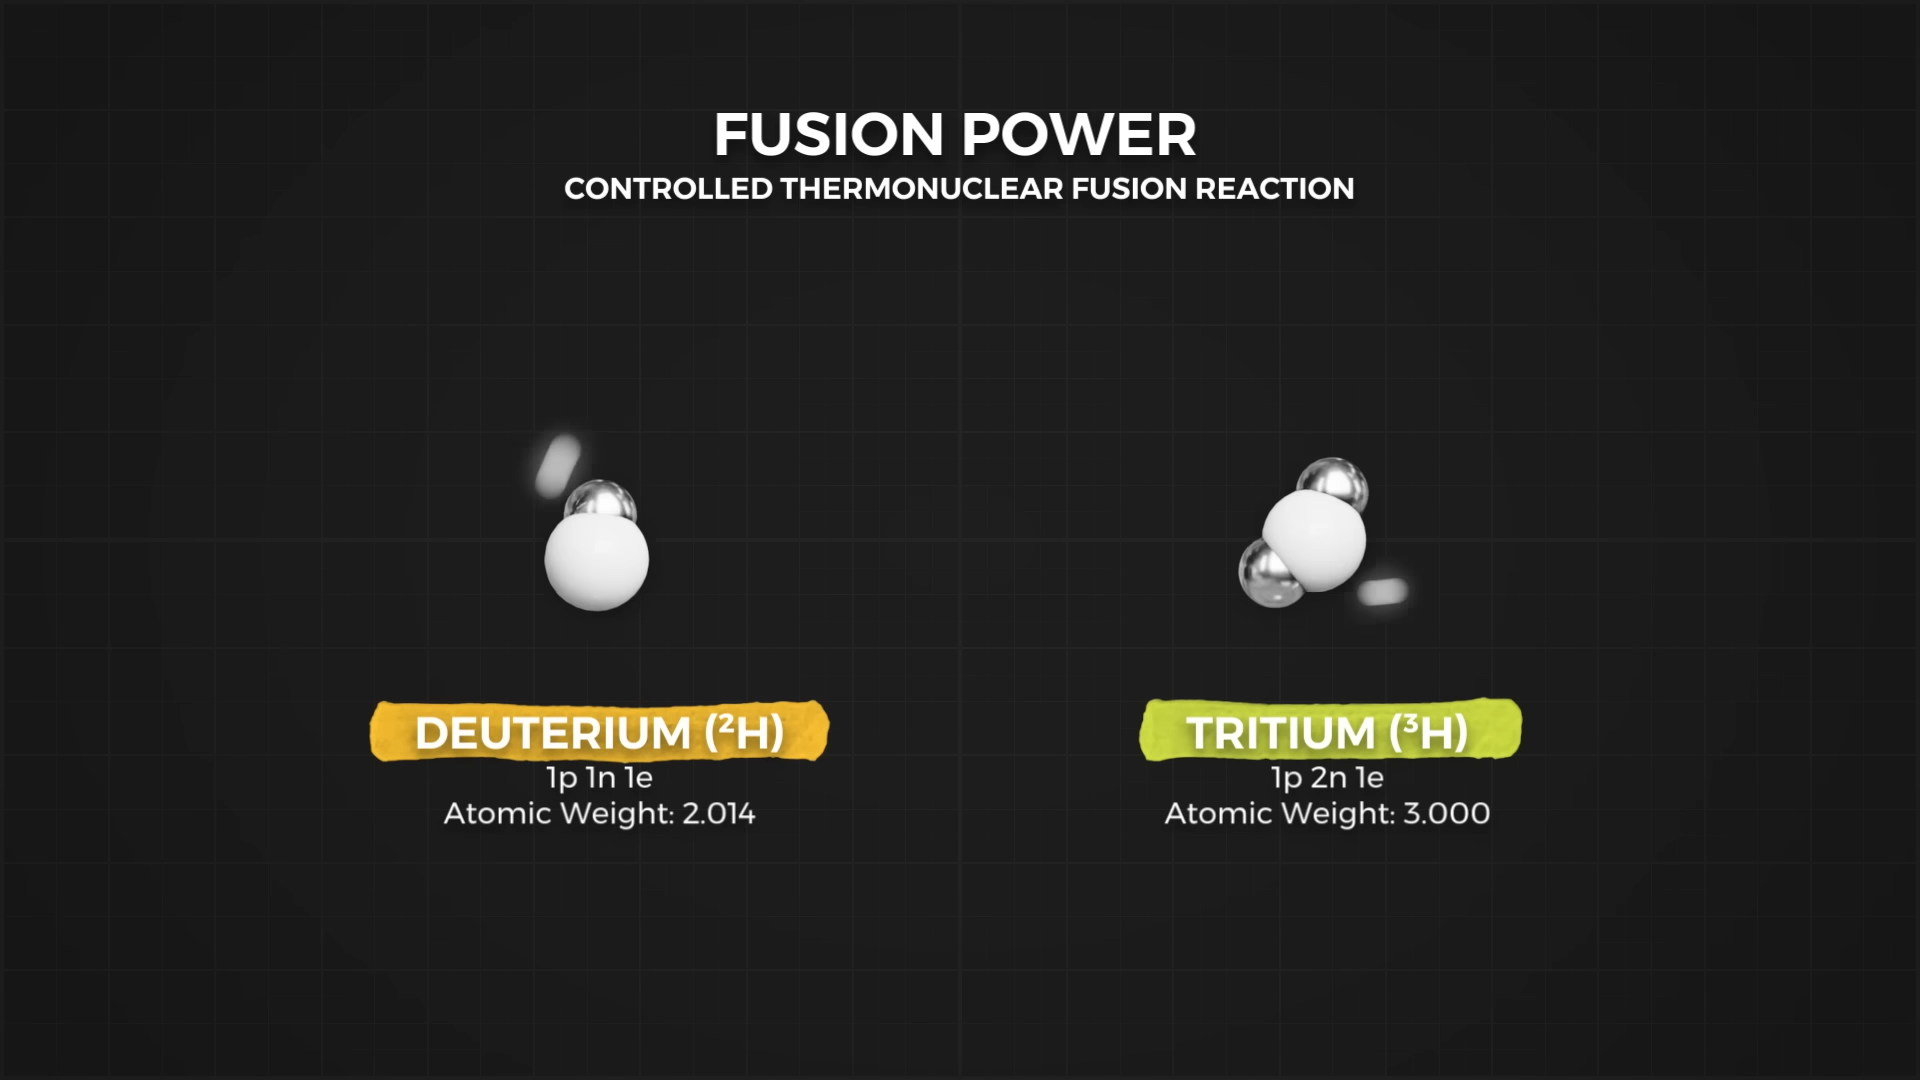 FUSION POWER
CONTROLLED THERMONUCLEAR FUSION REACTION
DEUTERIUM (²H)
1p 1n 1e
Atomic Weight: 2.014
TRITIUM (³H)
1p 2n 1e
Atomic Weight: 3.000